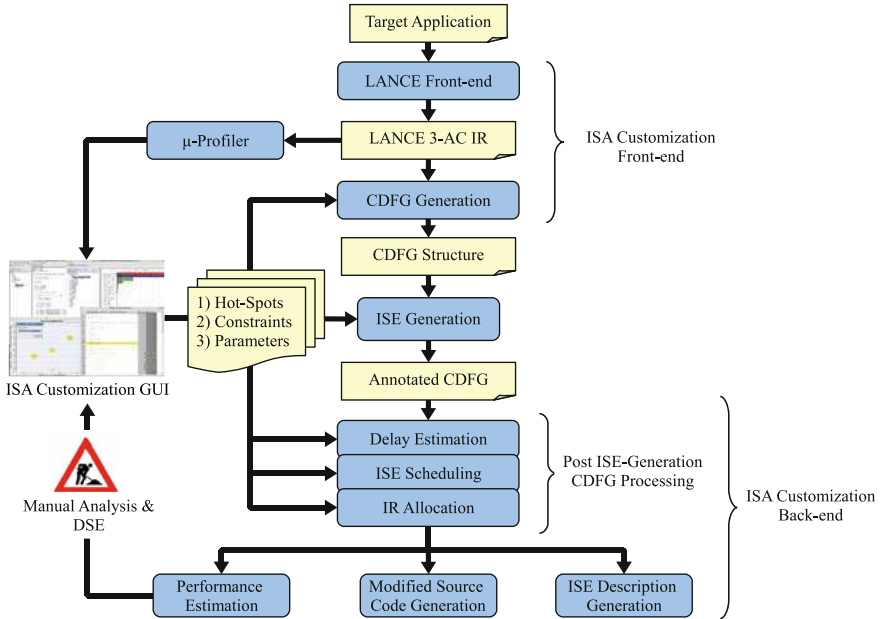 Target Application
LANCE Front-end
μ-Profiler
LANCE 3-AC IR
ISA Customization
Front-end
CDFG Generation
CDFG Structure
1) Hot-Spots
2) Constraints
3) Parameters
ISE Generation
ISA Customization GUI
Annotated CDFG
Delay Estimation
ISE Scheduling
IR Allocation
Post ISE-Generation
CDFG Processing
ISA Customization
Back-end
Manual Analysis &
DSE
Performance
Estimation
Modified Source
Code Generation
ISE Description
Generation